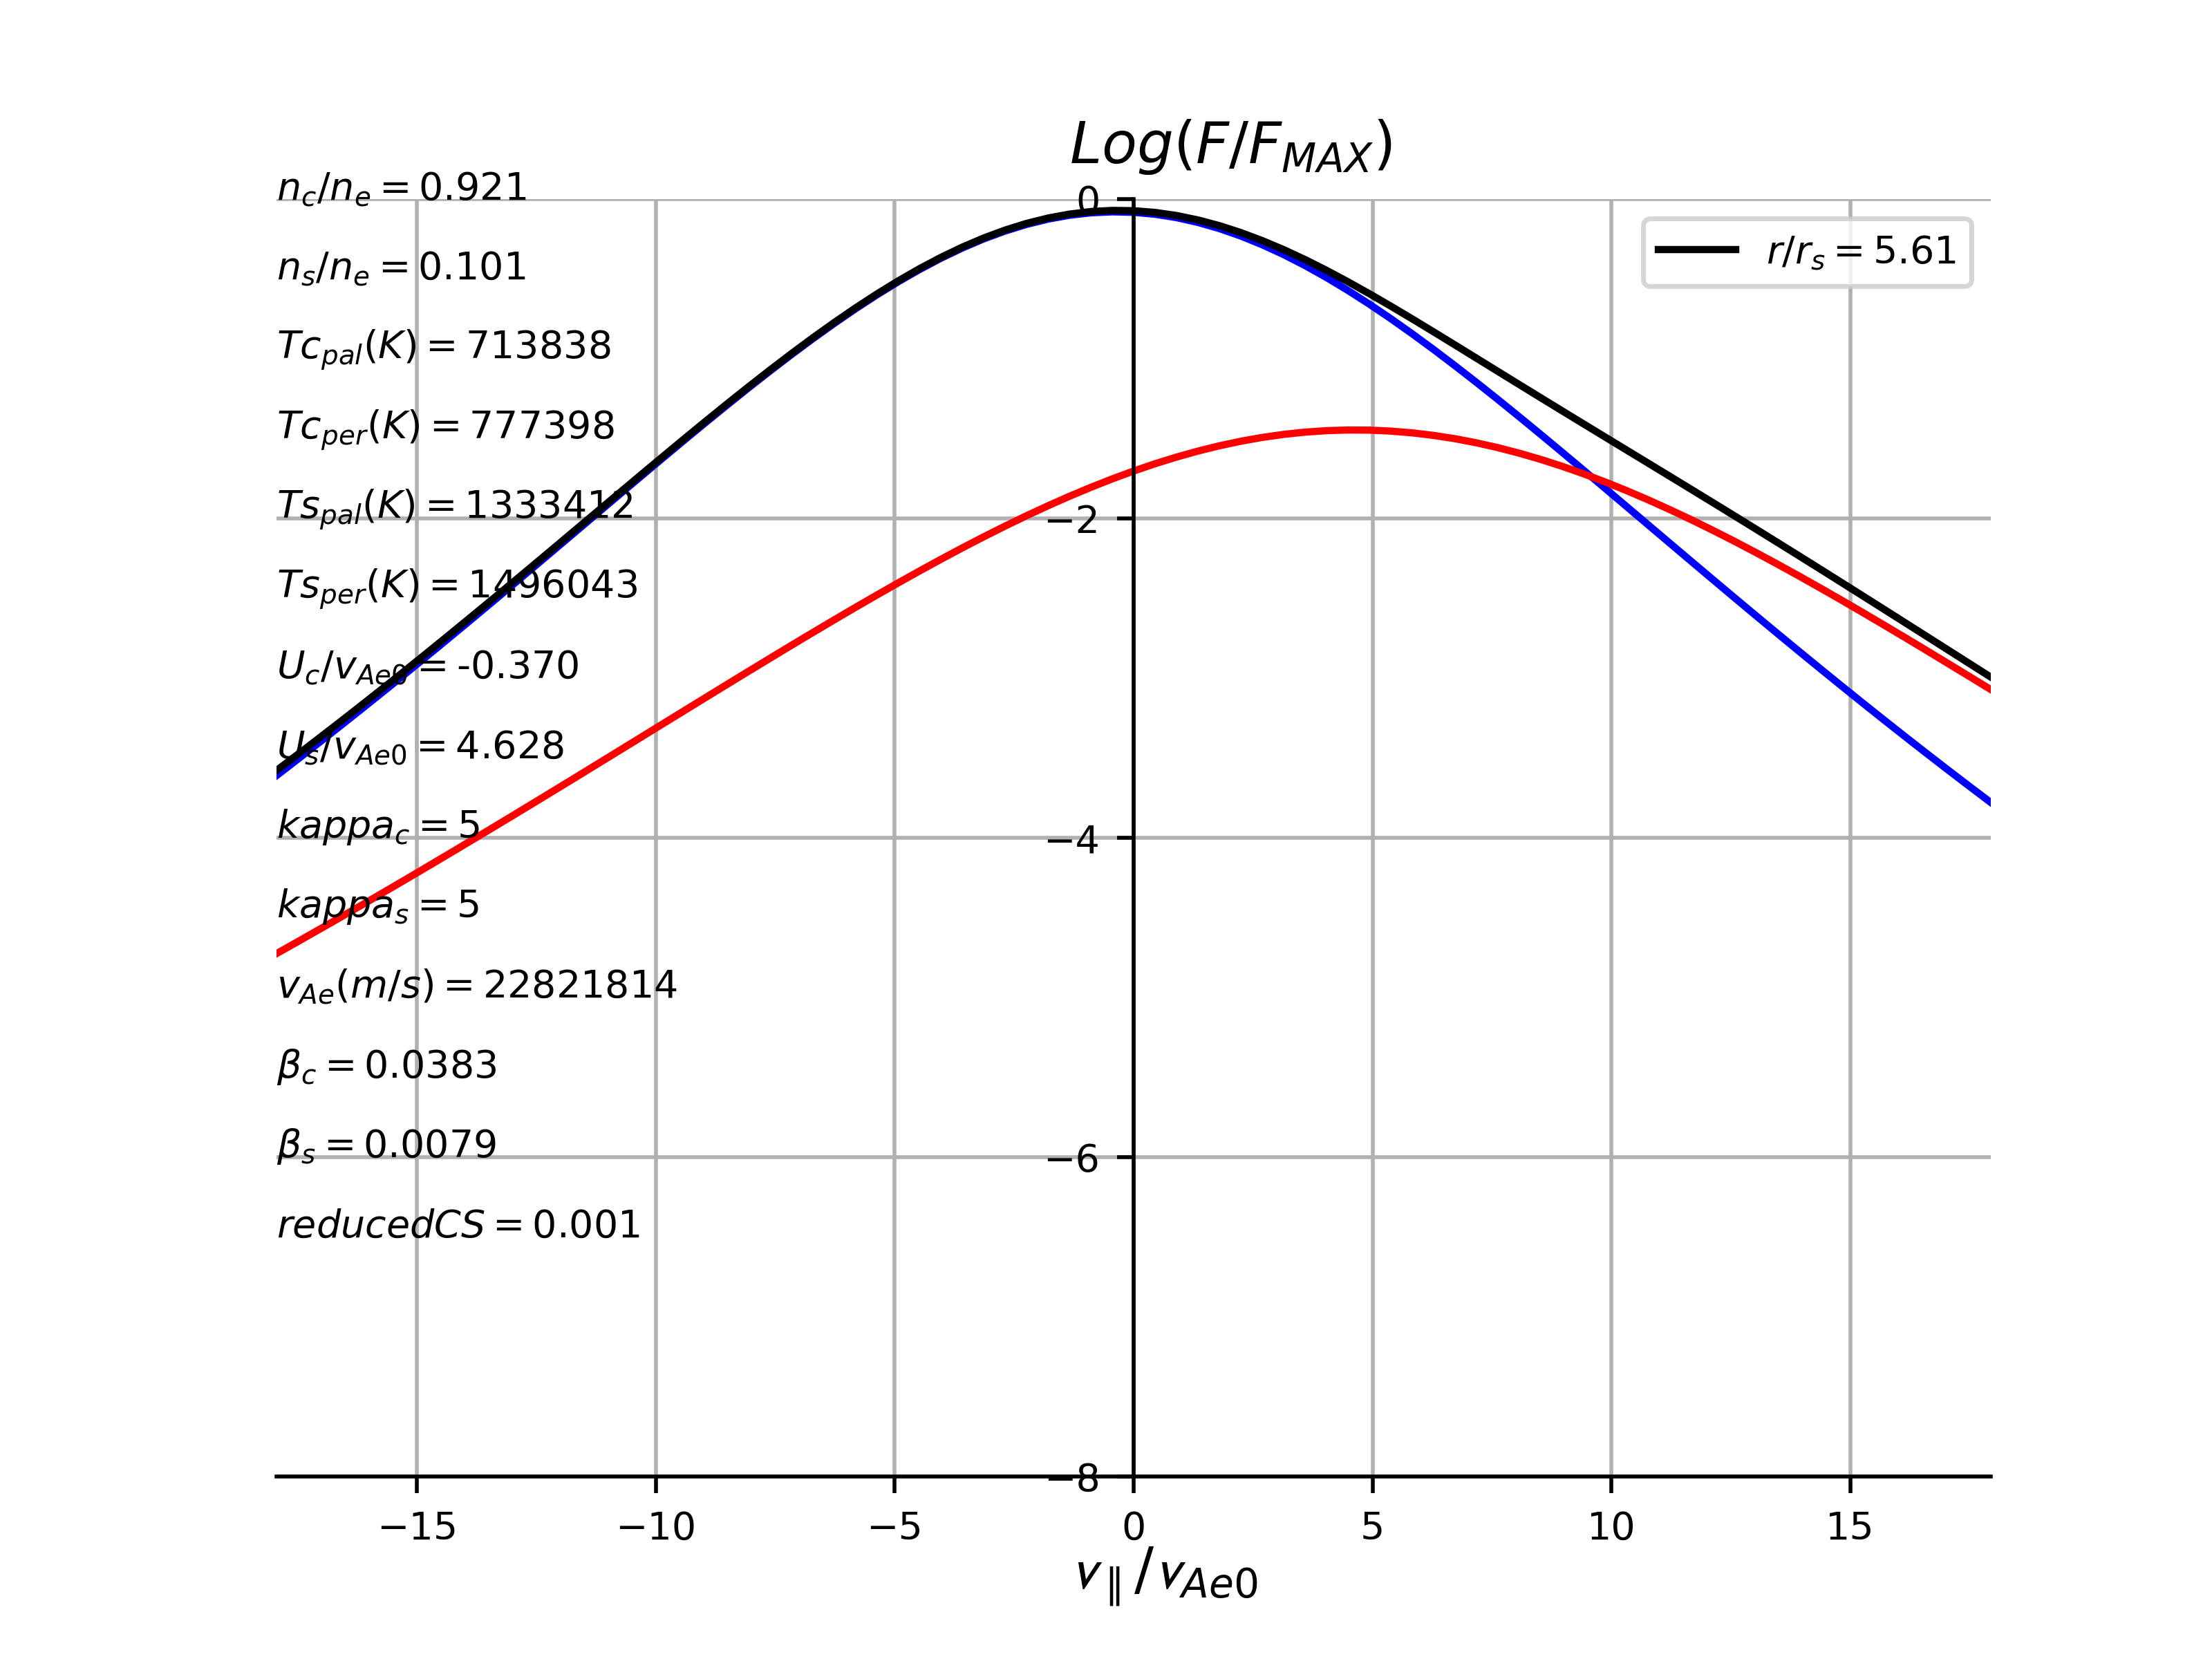 Log(F/F_MAX)
n_c/n_e = 0.921
n_s/n_e = 0.101
Tc_pal(K) = 713838
Tc_per(K) = 777398
Ts_pal(K) = 1333412
Ts_per(K) = 1496043
U_c/v_Ae0 = -0.370
U_s/v_Ae0 = 4.628
kappa_c = 5
kappa_s = 5
v_Ae(m/s) = 22821814
β_c = 0.0383
β_s = 0.0079
reducedCS = 0.001
r/r_s = 5.61
0
−2
−4
−6
−8
−15 −10 −5 0 5 10 15
v_∥/v_Ae0